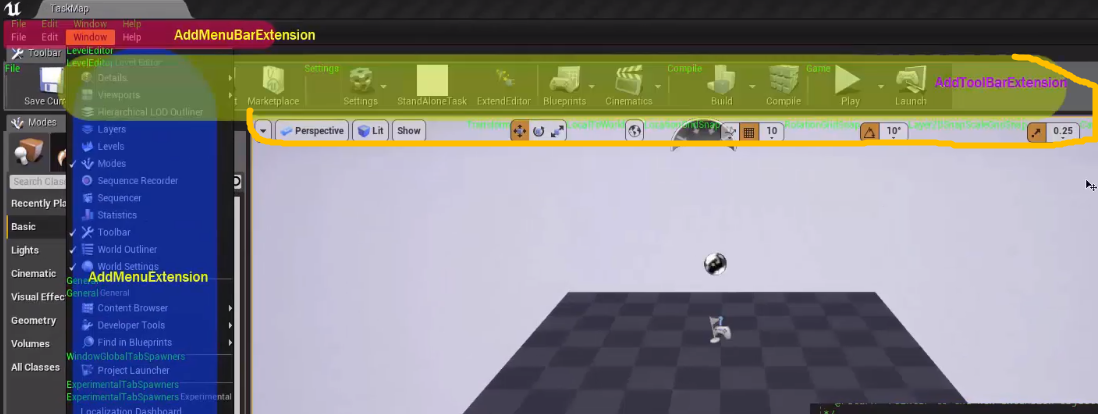 TaskMap
File Edit Window Help
File Edit Window Help
AddMenuBarExtension
Toolbar
LevelEditor
LevelEditor
File
Settings
Compile
Game
Details
Viewports
Hierarchical LOD Outliner
Save Cur
Marketplace
Settings
StandAloneTask
ExtendEditor
Blueprints
Cinematics
Build
Compile
Play
Launch
AddToolBarExtension
Modes
Layers
Perspective
Lit
Show
10
10°
0.25
Levels
Modes
Search Clas
Sequence Recorder
Recently Pla
Sequencer
Statistics
Basic
Toolbar
Lights
World Outliner
World Settings
Cinematic
AddMenuExtension
General
General General
Visual Effec
Content Browser
Geometry
Developer Tools
Volumes
Find in Blueprints
WindowGlobalTabSpawners
All Classes
Project Launcher
ExperimentalTabSpawners
ExperimentalTabSpawners Experimental
Localization Dashboard